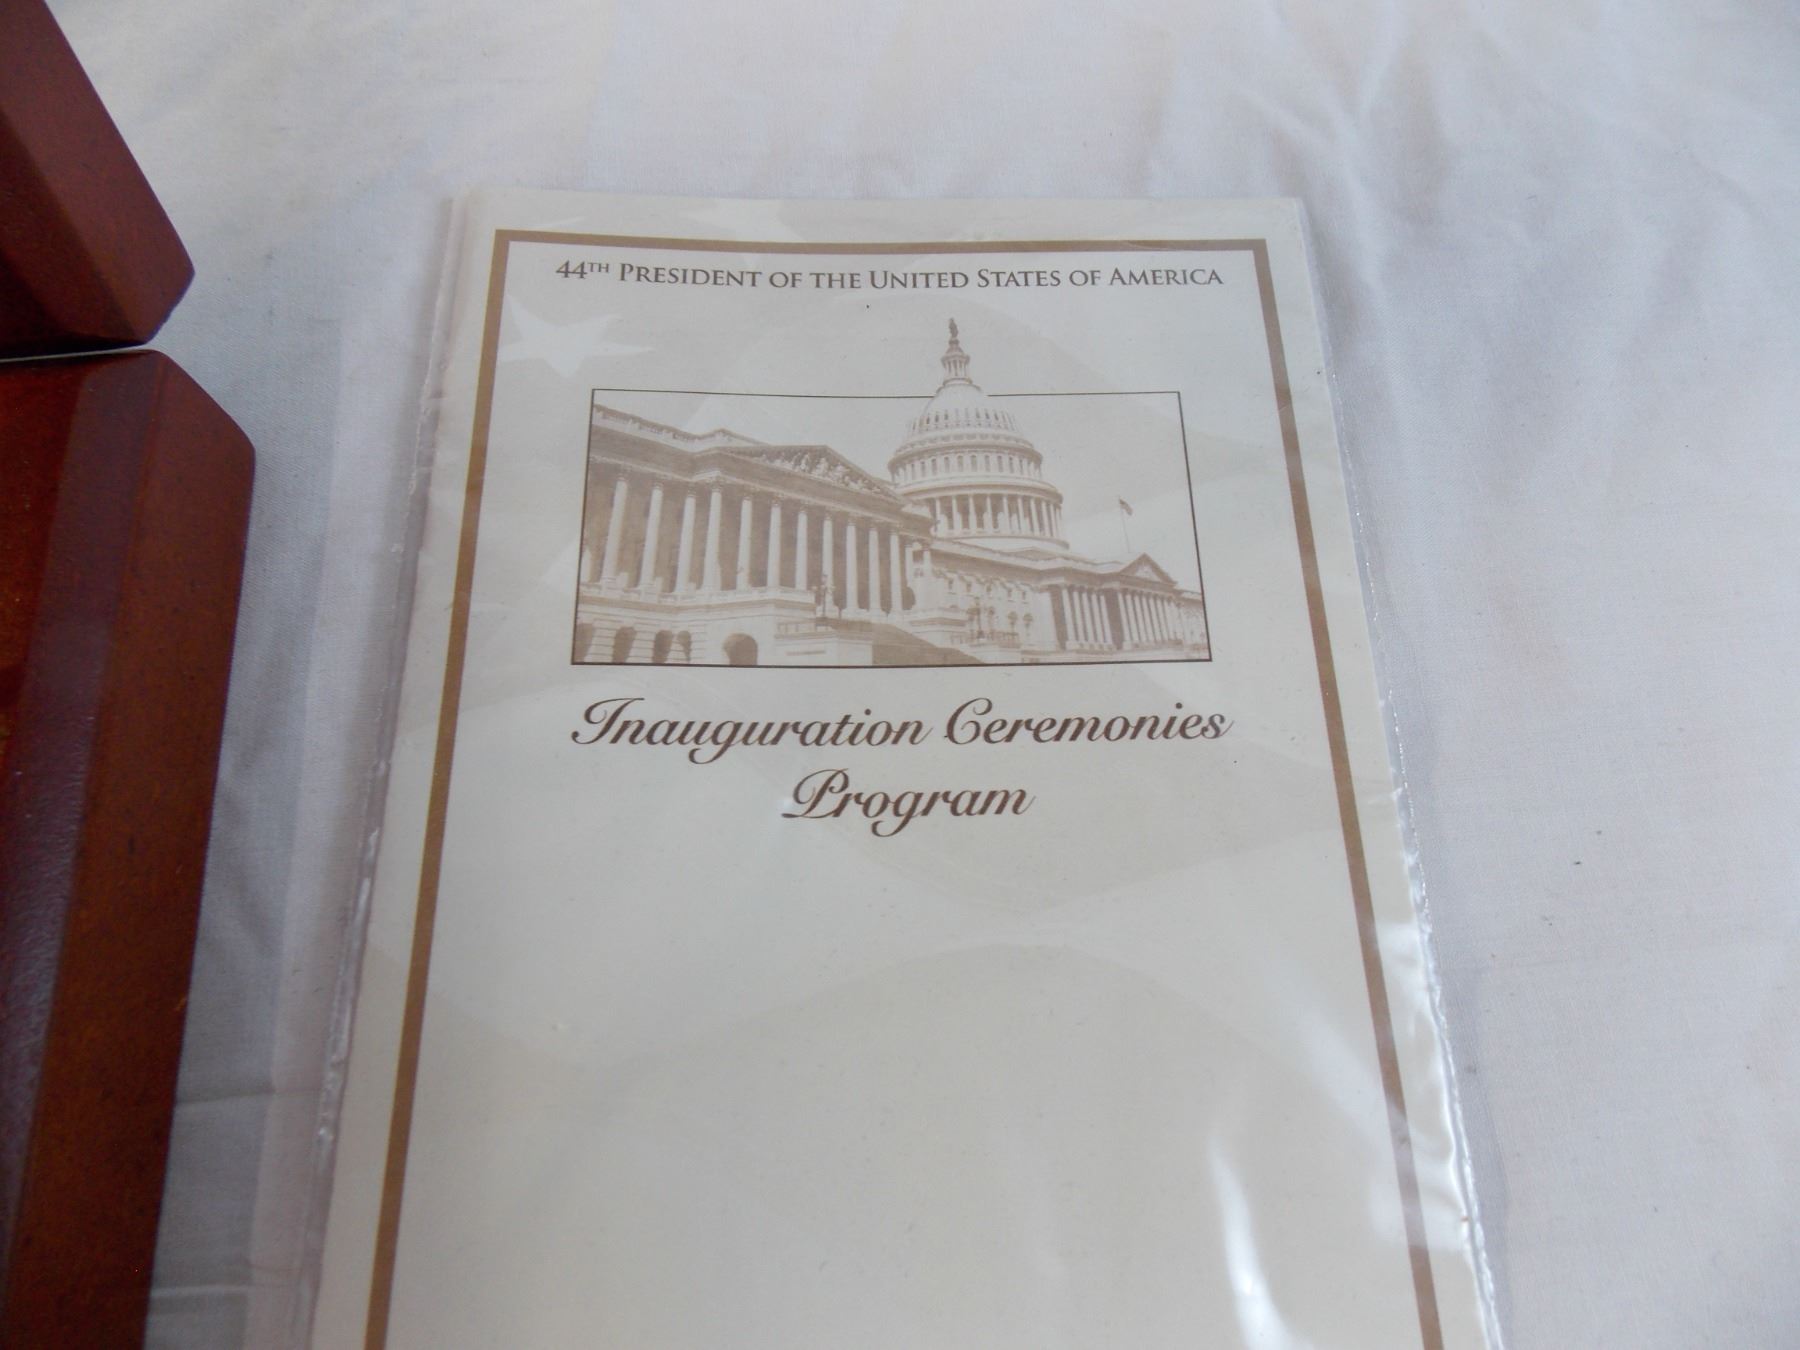 44TH PRESIDENT OF THE UNITED STATES OF AMERICA
Inauguration Ceremonies
Program